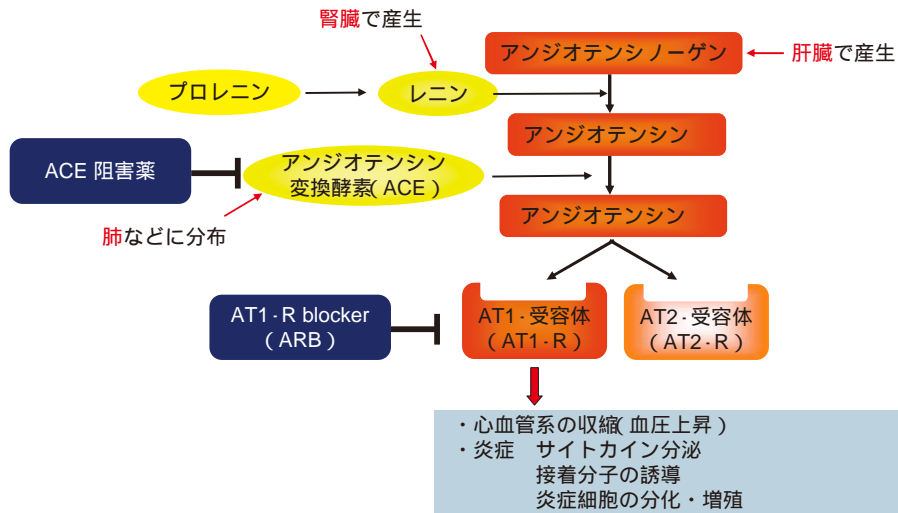 腎臓で産生
アンジオテンシノーゲン
肝臓で産生
プロレニン
レニン
アンジオテンシン
ACE 阻害薬
アンジオテンシン
変換酵素(ACE)
アンジオテンシン
肺などに分布
AT1・R blocker
(ARB)
AT1・受容体
(AT1・R)
AT2・受容体
(AT2・R)
・心血管系の収縮(血圧上昇)
・炎症 サイトカイン分泌
接着分子の誘導
炎症細胞の分化・増殖